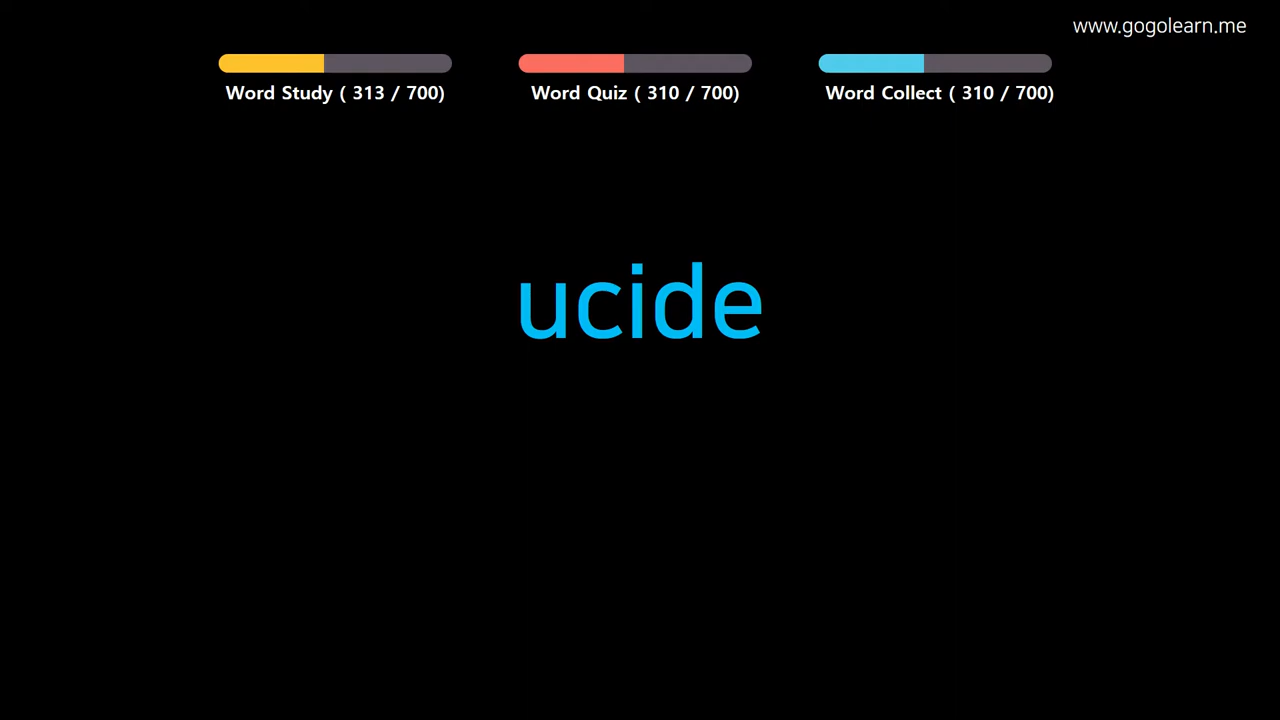 www.gogolearn.me
Word Study ( 313 / 700)
Word Quiz ( 310 / 700)
Word Collect ( 310 / 700)
ucide